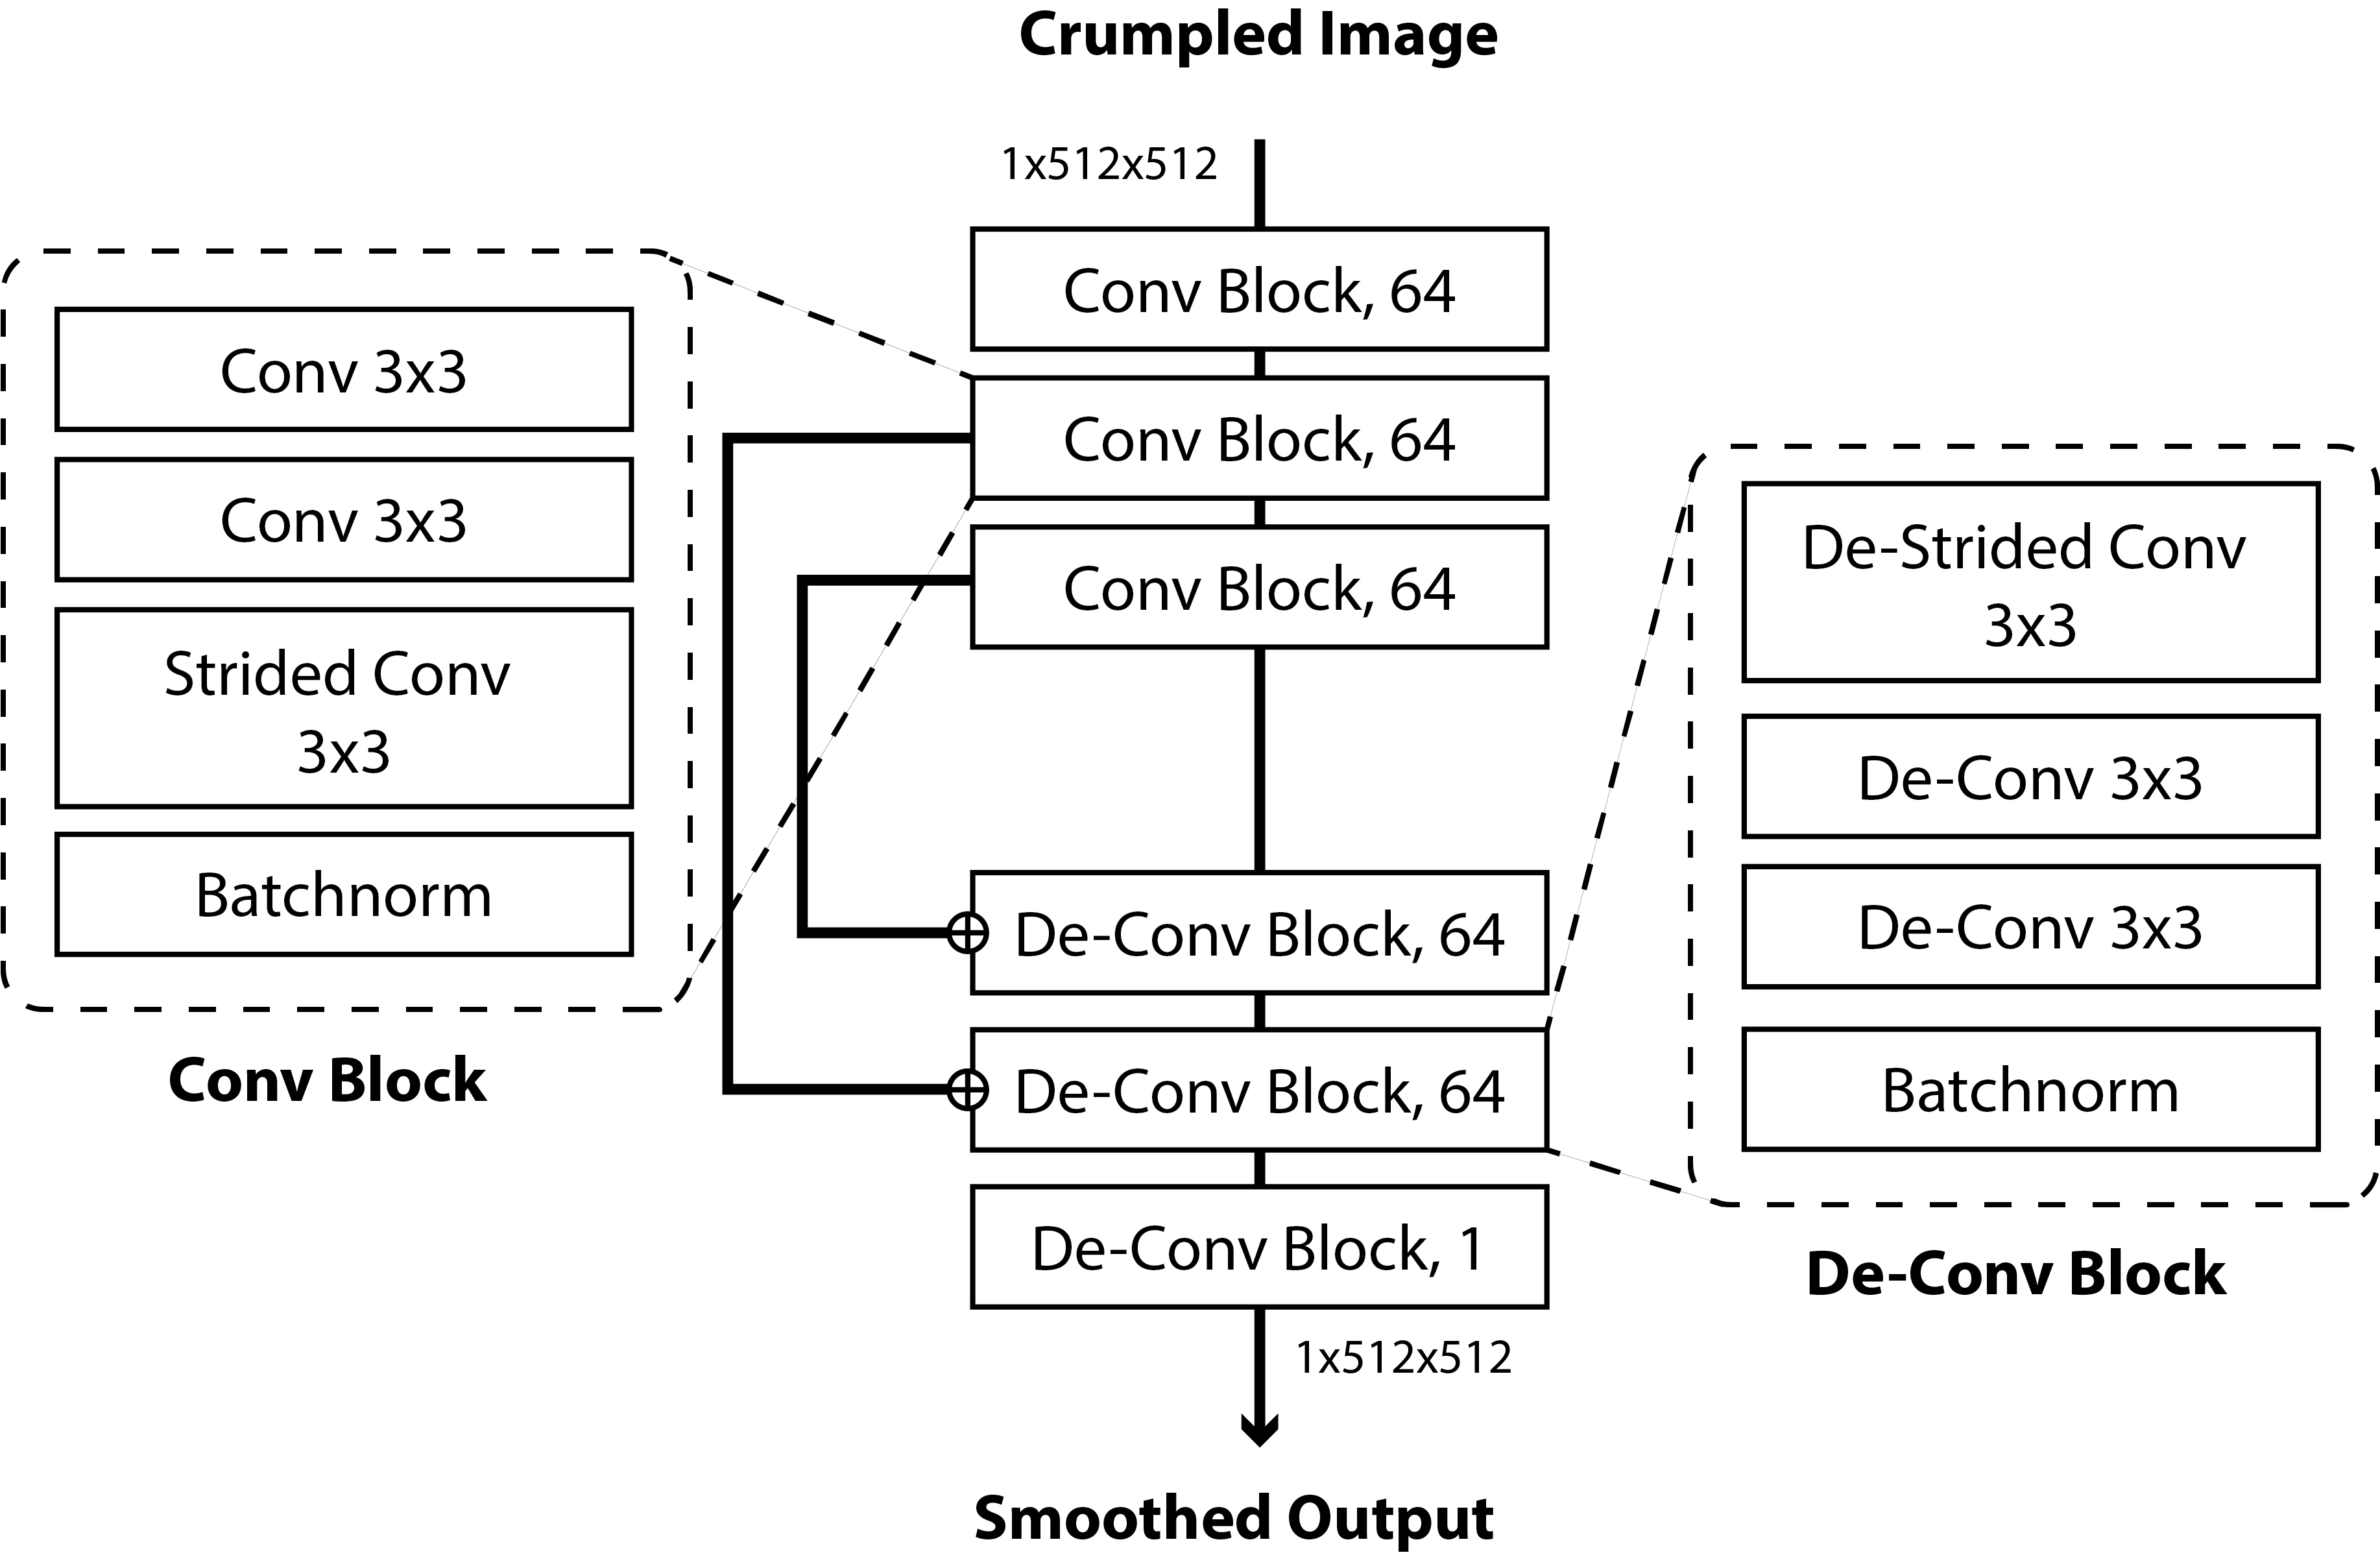 Crumpled Image
1x512x512
Conv Block, 64
Conv Block, 64
Conv Block, 64
De-Conv Block, 64
De-Conv Block, 64
De-Conv Block, 1
1x512x512
Smoothed Output
Conv 3x3
Conv 3x3
Strided Conv
3x3
Batchnorm
Conv Block
De-Strided Conv
3x3
De-Conv 3x3
De-Conv 3x3
Batchnorm
De-Conv Block